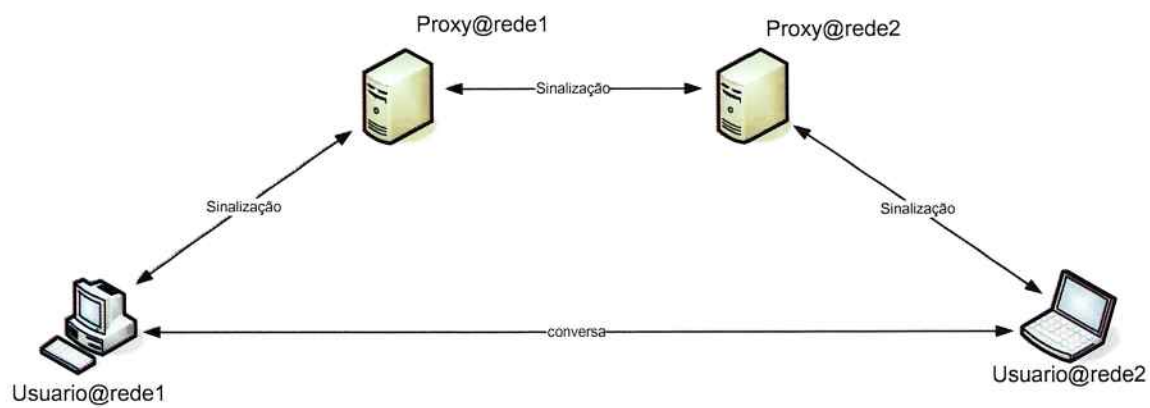 Proxy@rede1
Proxy@rede2
Sinalização
Sinalização
Sinalização
conversa
Usuario@rede1
Usuario@rede2